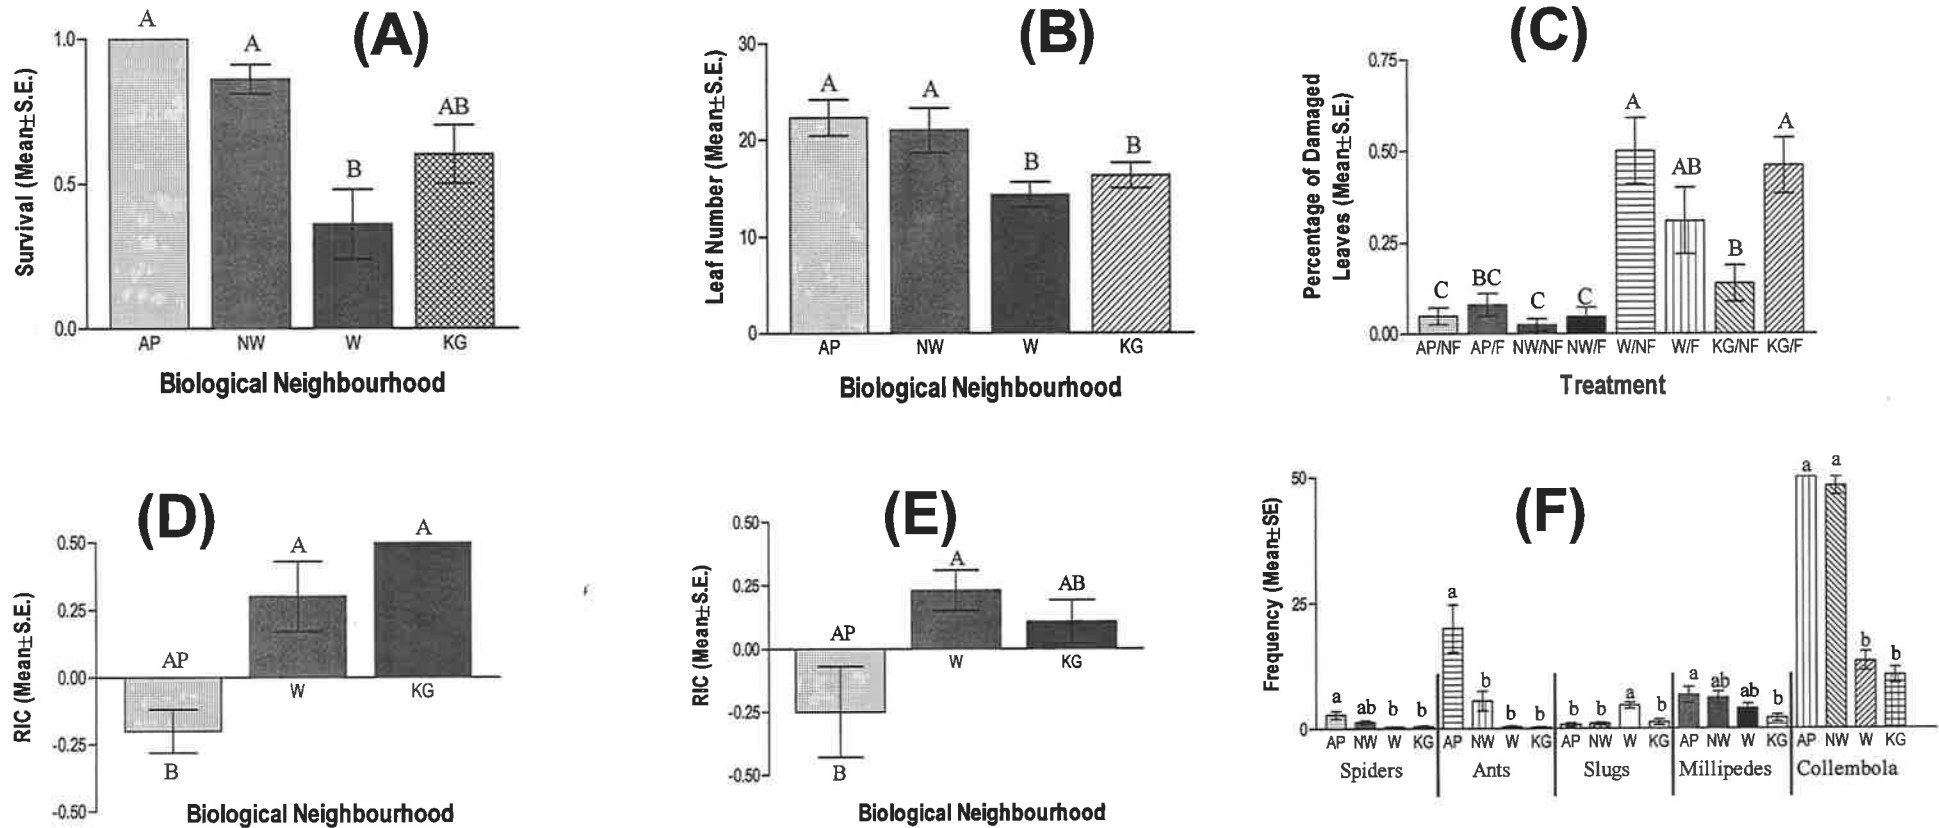 (A)
Survival (Mean±S.E.)
1.0
0.5
0.0
A
A
B
AB
AP NW W KG
Biological Neighbourhood
(B)
Leaf Number (Mean±S.E.)
30
20
10
0
A
A
B
B
AP NW W KG
Biological Neighbourhood
(C)
Percentage of Damaged
Leaves (Mean±S.E.)
0.75
0.50
0.25
0.00
C
BC
C
C
A
AB
B
A
AP/NF AP/F NW/NF NW/F W/NF W/F KG/NF KG/F
Treatment
(D)
RIC (Mean±S.E.)
0.50
0.25
0.00
-0.25
-0.50
AP
B
A
W
A
KG
Biological Neighbourhood
(E)
RIC (Mean±S.E.)
0.50
0.25
0.00
-0.25
-0.50
AP
B
A
W
AB
KG
Biological Neighbourhood
(F)
Frequency (Mean±SE)
50
25
0
a ab b b
a b b b
b b a b
a ab ab b
a a b b
AP NW W KG AP NW W KG AP NW W KG AP NW W KG AP NW W KG
Spiders Ants Slugs Millipedes Collembola